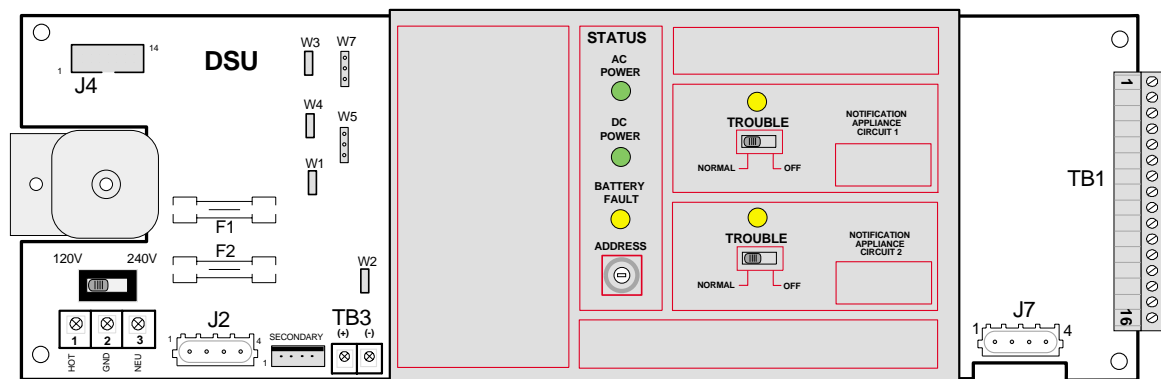 1
14
J4
DSU
W3
W7
W4
W5
W1
F1
F2
120V
240V
W2
1
2
3
HOT
GND
NEU
J2
1
4
SECONDARY
1
TB3
(+)
(-)
STATUS
AC
POWER
DC
POWER
BATTERY
FAULT
ADDRESS
TROUBLE
NORMAL
OFF
NOTIFICATION
APPLIANCE
CIRCUIT 1
TROUBLE
NORMAL
OFF
NOTIFICATION
APPLIANCE
CIRCUIT 2
TB1
1
16
J7
1
4